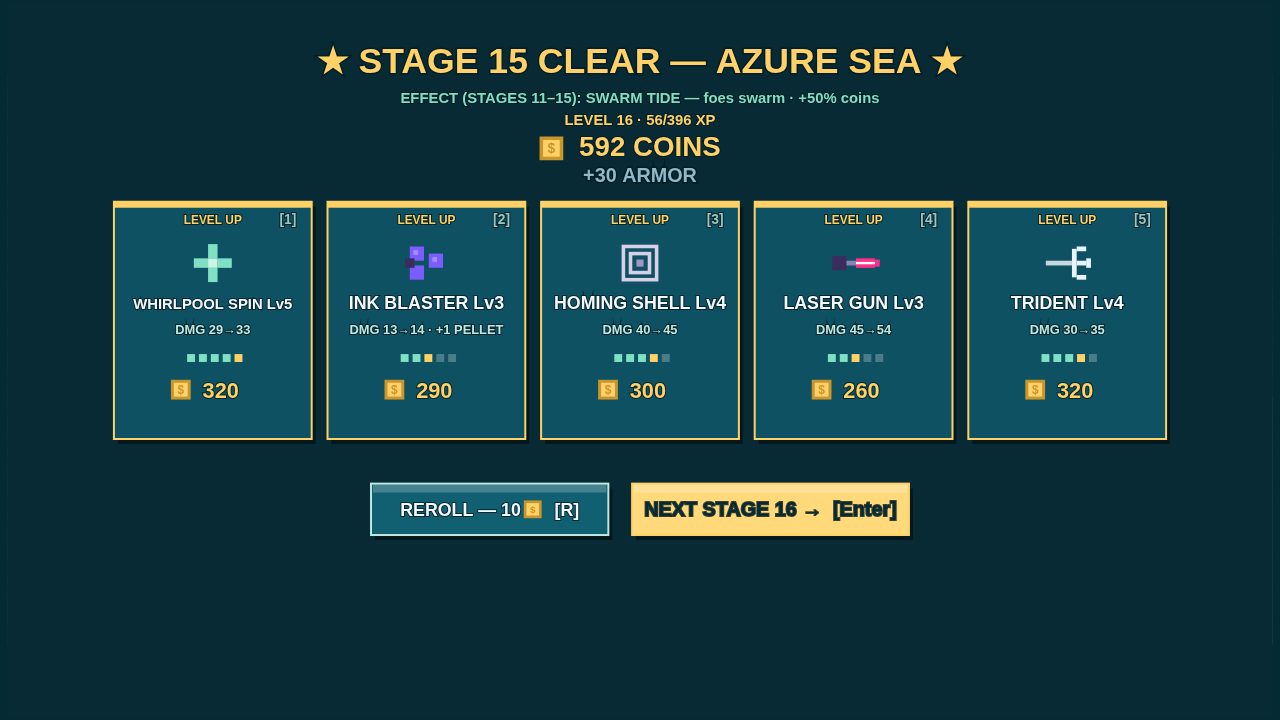 ★ STAGE 15 CLEAR — AZURE SEA ★
EFFECT (STAGES 11–15): SWARM TIDE — foes swarm · +50% coins
LEVEL 16 · 56/396 XP
$ 592 COINS
+30 ARMOR
LEVEL UP [1]
WHIRLPOOL SPIN Lv5
DMG 29→33
$ 320
LEVEL UP [2]
INK BLASTER Lv3
DMG 13→14 · +1 PELLET
$ 290
LEVEL UP [3]
HOMING SHELL Lv4
DMG 40→45
$ 300
LEVEL UP [4]
LASER GUN Lv3
DMG 45→54
$ 260
LEVEL UP [5]
TRIDENT Lv4
DMG 30→35
$ 320
REROLL — 10 $ [R]
NEXT STAGE 16 → [Enter]